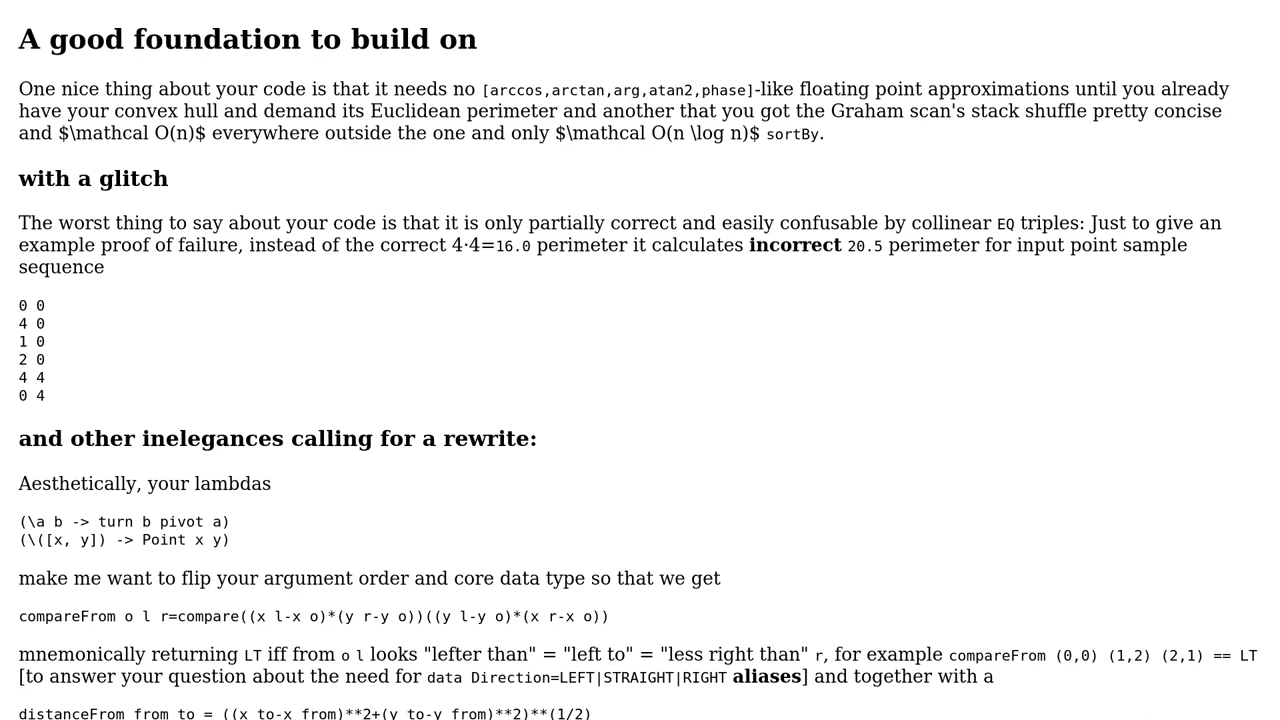 A good foundation to build on
One nice thing about your code is that it needs no [arccos,arctan,arg,atan2,phase]-like floating point approximations until you already
have your convex hull and demand its Euclidean perimeter and another that you got the Graham scan's stack shuffle pretty concise
and $\mathcal O(n)$ everywhere outside the one and only $\mathcal O(n \log n)$ sortBy.
with a glitch
The worst thing to say about your code is that it is only partially correct and easily confusable by collinear EQ triples: Just to give an
example proof of failure, instead of the correct 4·4=16.0 perimeter it calculates incorrect 20.5 perimeter for input point sample
sequence
0 0
4 0
1 0
2 0
4 4
0 4
and other inelegances calling for a rewrite:
Aesthetically, your lambdas
(\a b -> turn b pivot a)
(\([x, y]) -> Point x y)
make me want to flip your argument order and core data type so that we get
compareFrom o l r=compare((x l-x o)*(y r-y o))((y l-y o)*(x r-x o))
mnemonically returning LT iff from o l looks "lefter than" = "left to" = "less right than" r, for example compareFrom (0,0) (1,2) (2,1) == LT
[to answer your question about the need for data Direction=LEFT|STRAIGHT|RIGHT aliases] and together with a
distanceFrom from to = ((x to-x from)**2+(y to-y from)**2)**(1/2)